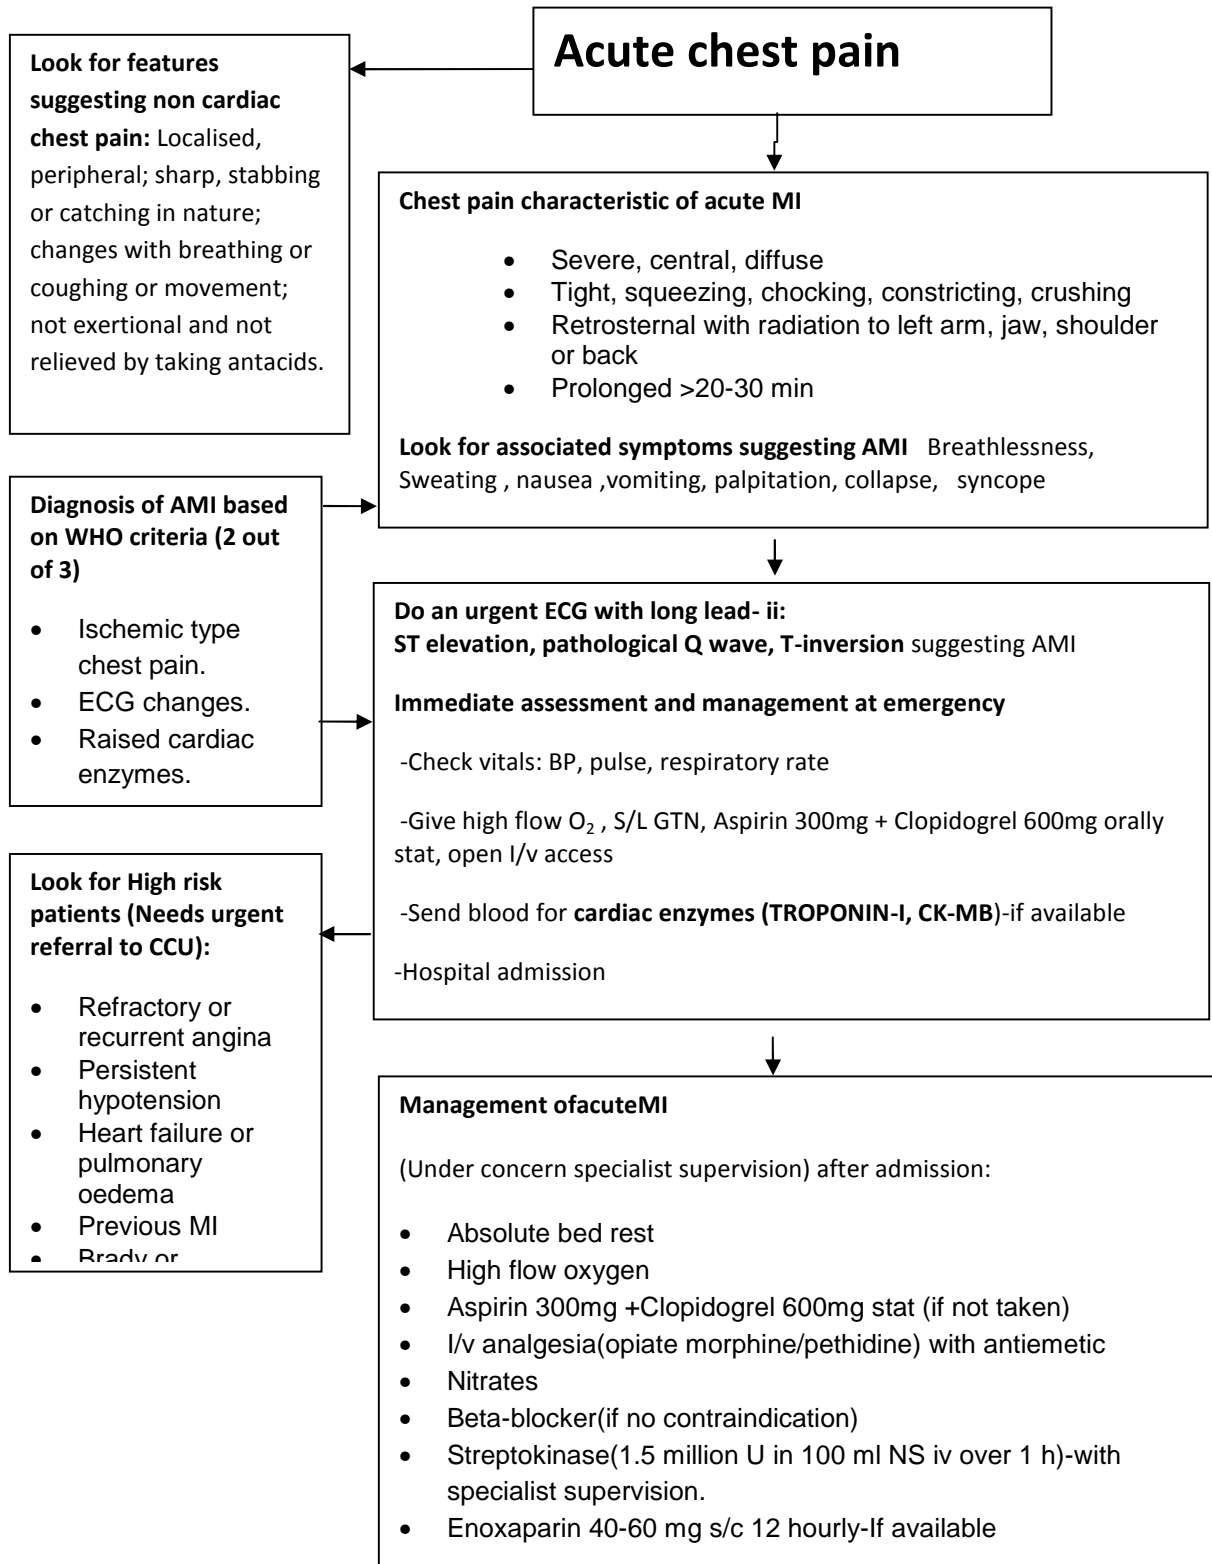 Acute chest pain
Look for features
suggesting non cardiac
chest pain: Localised,
peripheral; sharp, stabbing
or catching in nature;
changes with breathing or
coughing or movement;
not exertional and not
relieved by taking antacids.
Chest pain characteristic of acute MI
• Severe, central, diffuse
• Tight, squeezing, chocking, constricting, crushing
• Retrosternal with radiation to left arm, jaw, shoulder
or back
• Prolonged >20-30 min
Look for associated symptoms suggesting AMI Breathlessness,
Sweating , nausea ,vomiting, palpitation, collapse, syncope
Diagnosis of AMI based
on WHO criteria (2 out
of 3)
• Ischemic type
chest pain.
• ECG changes.
• Raised cardiac
enzymes.
Do an urgent ECG with long lead- ii:
ST elevation, pathological Q wave, T-inversion suggesting AMI
Immediate assessment and management at emergency
-Check vitals: BP, pulse, respiratory rate
-Give high flow O₂ , S/L GTN, Aspirin 300mg + Clopidogrel 600mg orally
stat, open I/v access
-Send blood for cardiac enzymes (TROPONIN-I, CK-MB)-if available
-Hospital admission
Look for High risk
patients (Needs urgent
referral to CCU):
• Refractory or
recurrent angina
• Persistent
hypotension
• Heart failure or
pulmonary
oedema
• Previous MI
• Brady or
Management ofacuteMI
(Under concern specialist supervision) after admission:
• Absolute bed rest
• High flow oxygen
• Aspirin 300mg +Clopidogrel 600mg stat (if not taken)
• I/v analgesia(opiate morphine/pethidine) with antiemetic
• Nitrates
• Beta-blocker(if no contraindication)
• Streptokinase(1.5 million U in 100 ml NS iv over 1 h)-with
specialist supervision.
• Enoxaparin 40-60 mg s/c 12 hourly-If available